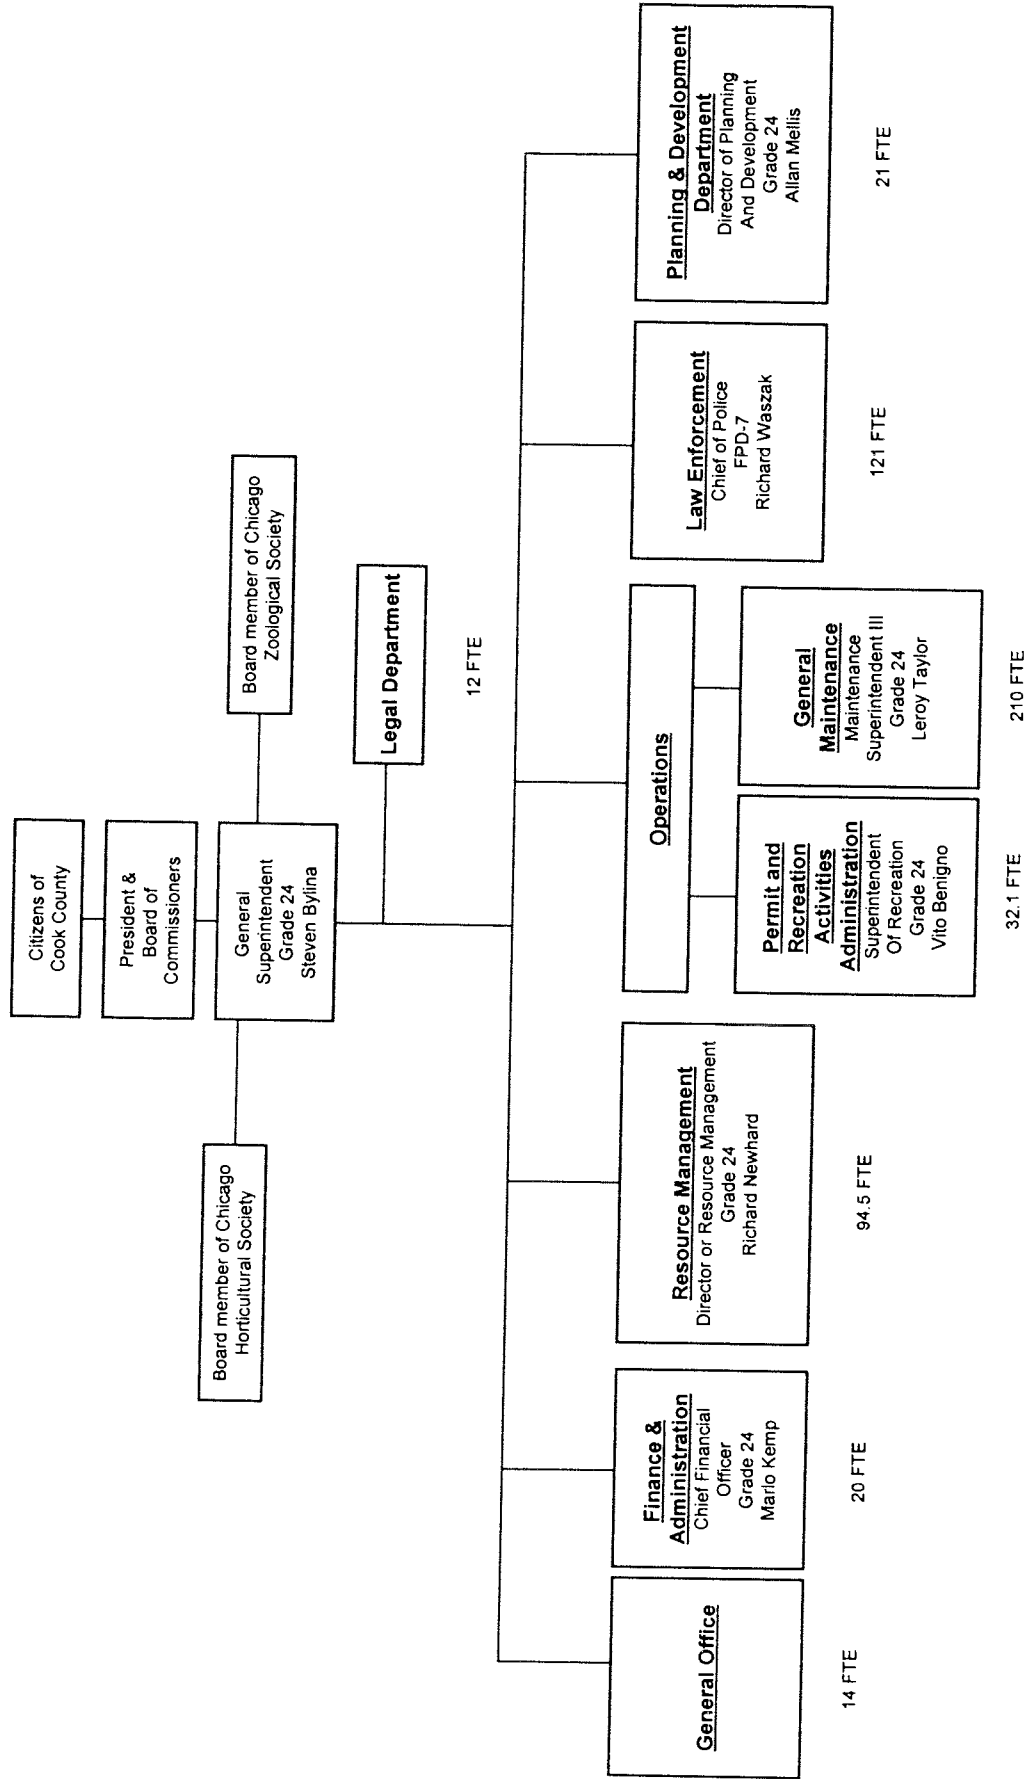 Citizens of
Cook County
President &
Board of
Commissioners
General
Superintendent
Grade 24
Steven Bylina
Board member of Chicago
Horticultural Society
Board member of Chicago
Zoological Society
Legal Department
12 FTE
General Office
14 FTE
Finance &
Administration
Chief Financial
Officer
Grade 24
Marlo Kemp
20 FTE
Resource Management
Director or Resource Management
Grade 24
Richard Newhard
94.5 FTE
Operations
Permit and
Recreation
Activities
Administration
Superintendent
Of Recreation
Grade 24
Vito Benigno
32.1 FTE
General
Maintenance
Maintenance
Superintendent III
Grade 24
Leroy Taylor
210 FTE
Law Enforcement
Chief of Police
FPD-7
Richard Waszak
121 FTE
Planning & Development
Department
Director of Planning
And Development
Grade 24
Allan Mellis
21 FTE